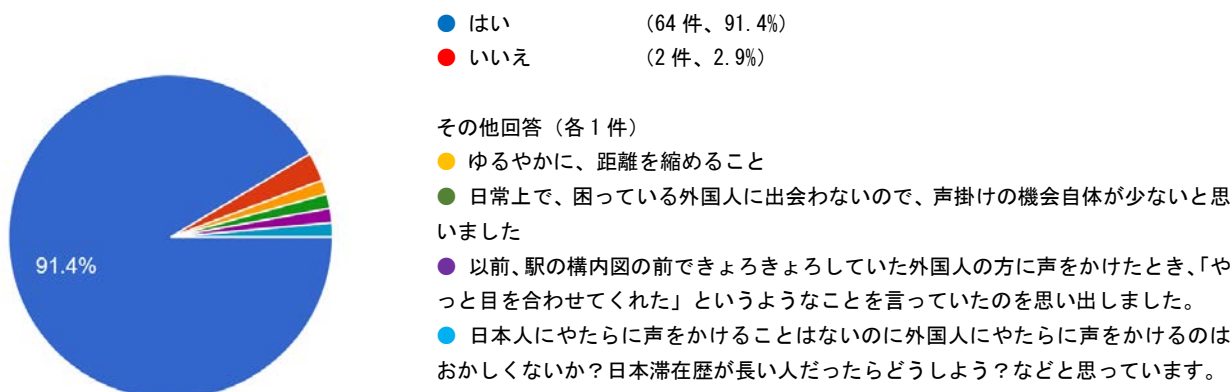 ● はい （64 件、91.4%）
● いいえ （2 件、2.9%）
その他回答（各 1 件）
● ゆるやかに、距離を縮めること
● 日常上で、困っている外国人に出会わないので、声掛けの機会自体が少ないと思
いました
● 以前、駅の構内図の前できょろきょろしていた外国人の方に声をかけたとき、「や
っと目を合わせてくれた」というようなことを言っていたのを思い出しました。
● 日本人にやたらに声をかけることはないのに外国人にやたらに声をかけるのは
おかしくないか？日本滞在歴が長い人だったらどうしよう？などと思っています。
91.4%